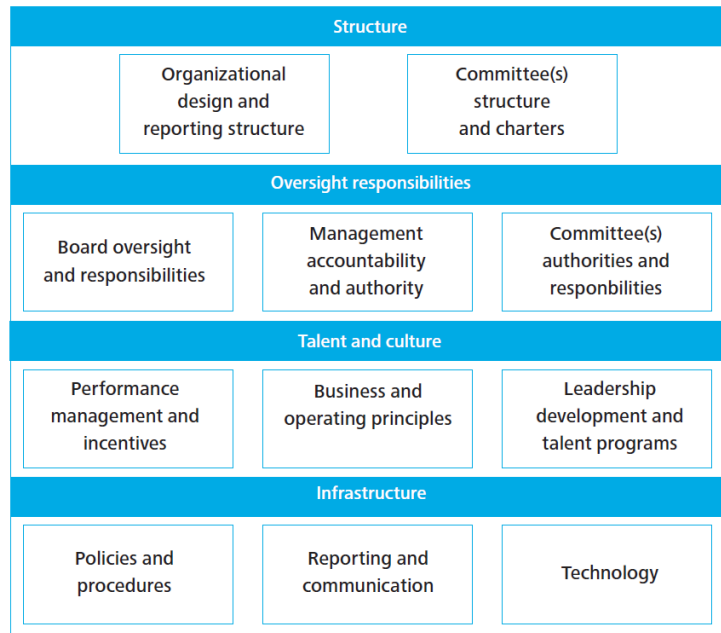 Structure
Organizational
design and
reporting structure
Committee(s)
structure
and charters
Oversight responsibilities
Board oversight
and responsibilities
Management
accountability
and authority
Committee(s)
authorities and
responbilities
Talent and culture
Performance
management and
incentives
Business and
operating principles
Leadership
development and
talent programs
Infrastructure
Policies and
procedures
Reporting and
communication
Technology